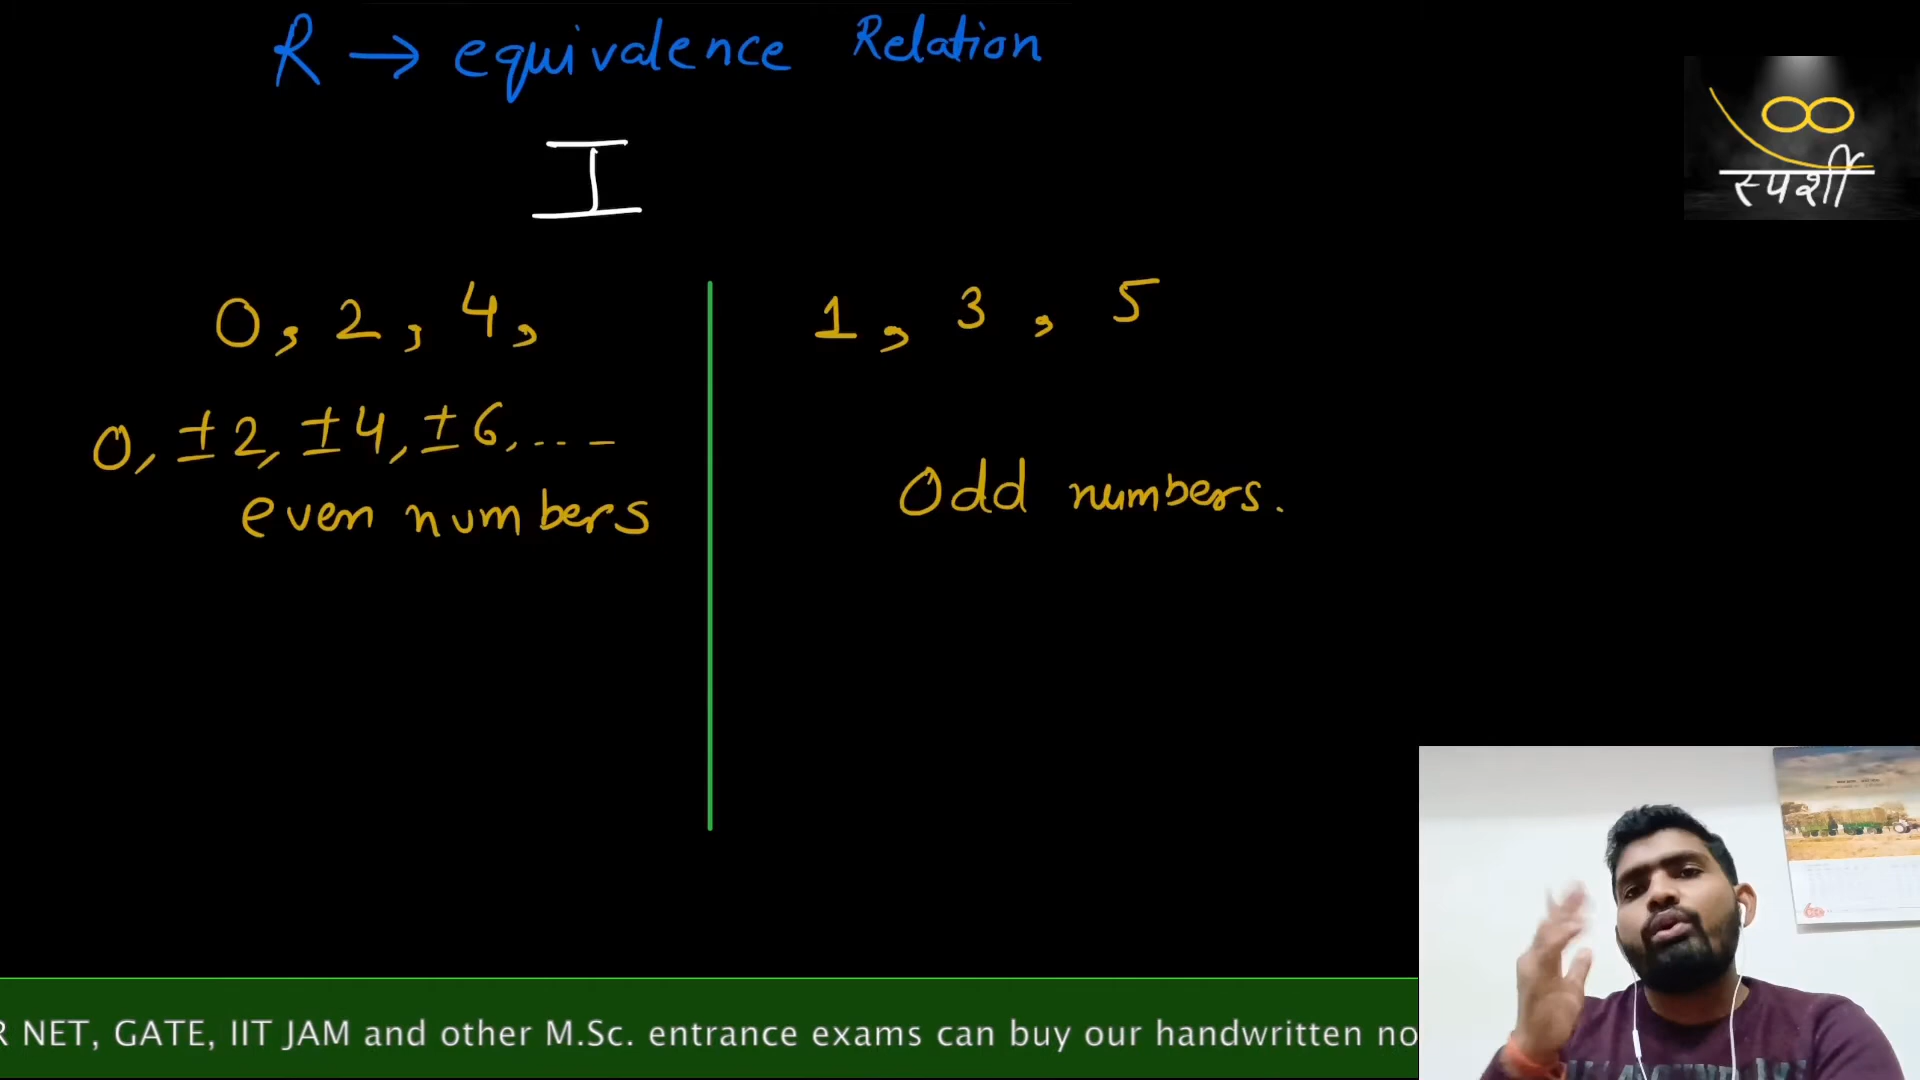 R → equivalence Relation
I
0, 2, 4,
1, 3, 5
0, ±2, ±4, ±6, ...
even numbers
Odd numbers.
स्पर्शी
R NET, GATE, IIT JAM and other M.Sc. entrance exams can buy our handwritten no